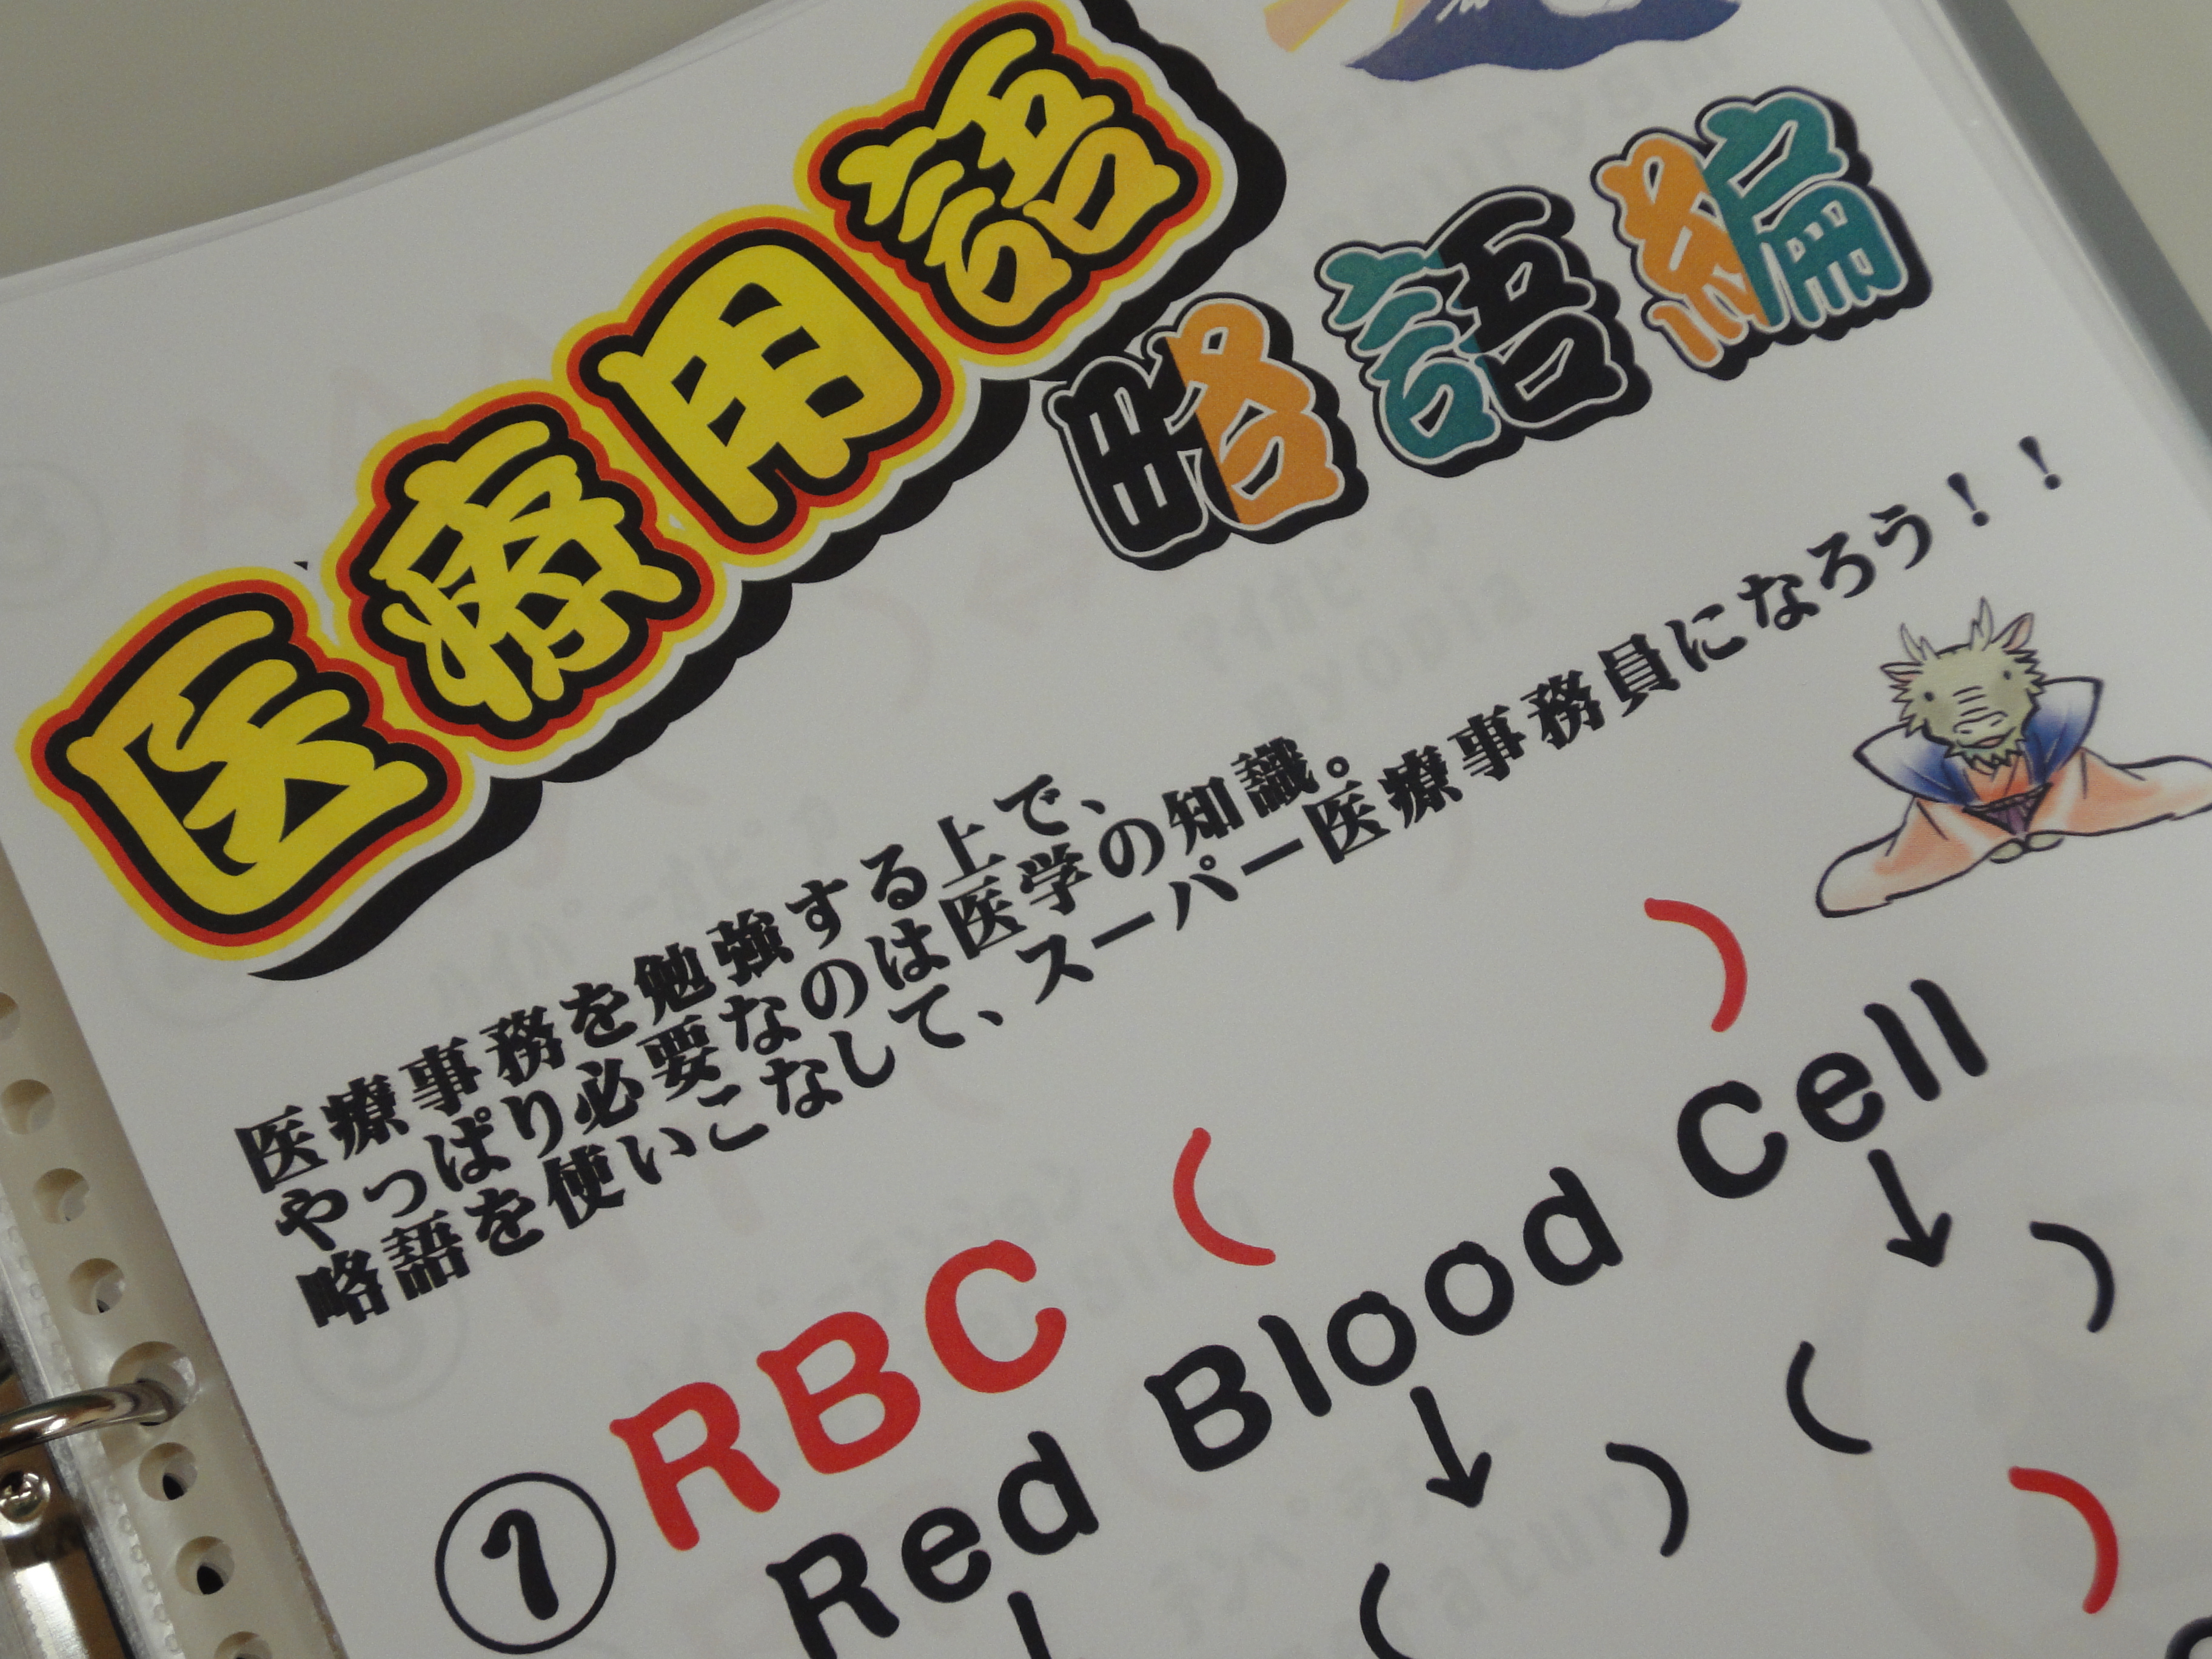 医療用語
略語編
医療事務を勉強する上で、
やっぱり必要なのは医学の知識。
略語を使いこなして、スーパー医療事務員になろう！！
① RBC （ ）
Red Blood Cell
↓ ↓ ↓
（ ） （ ）